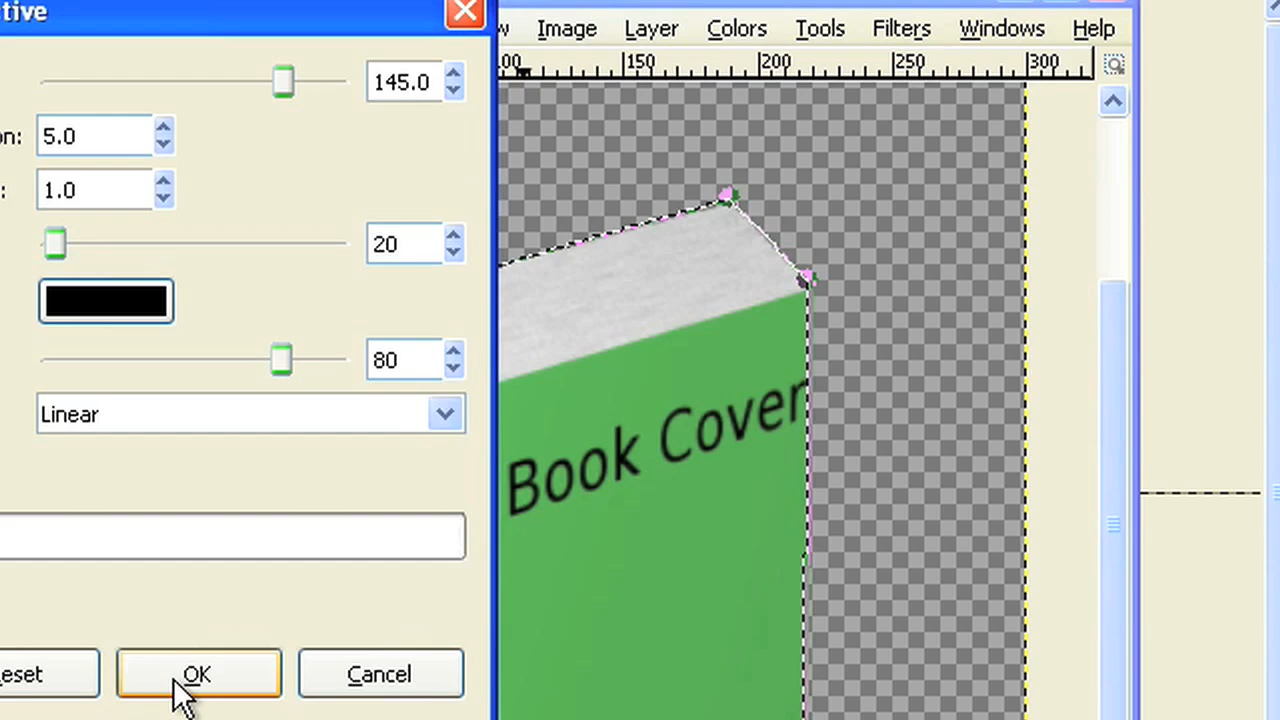 tive
w Image Layer Colors Tools Filters Windows Help
00 150 200 250 300
145.0
on: 5.0
: 1.0
20
80
Linear
Book Cover
eset OK Cancel